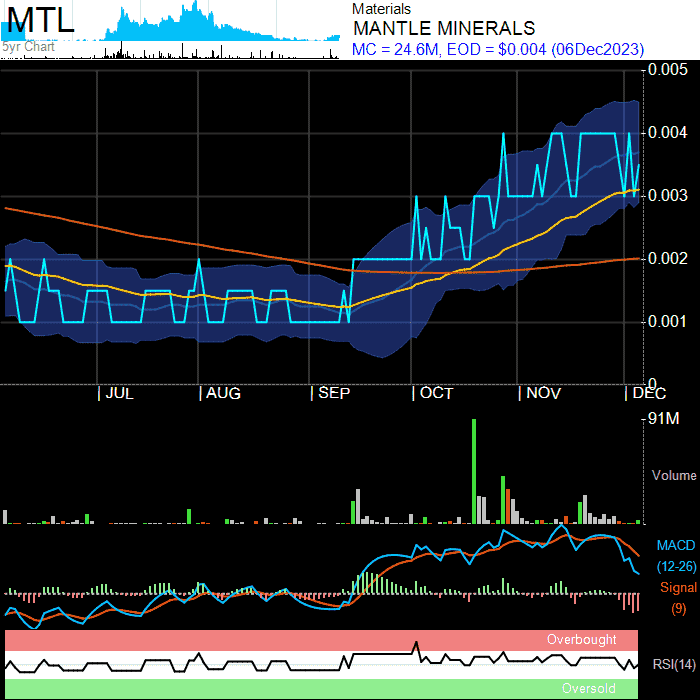 MTL
5yr Chart
Materials
MANTLE MINERALS
MC = 24.6M, EOD = $0.004 (06Dec2023)
0.005
0.004
0.003
0.002
0.001
0
JUL
AUG
SEP
OCT
NOV
DEC
91M
Volume
MACD
(12-26)
Signal
(9)
Overbought
RSI(14)
Oversold